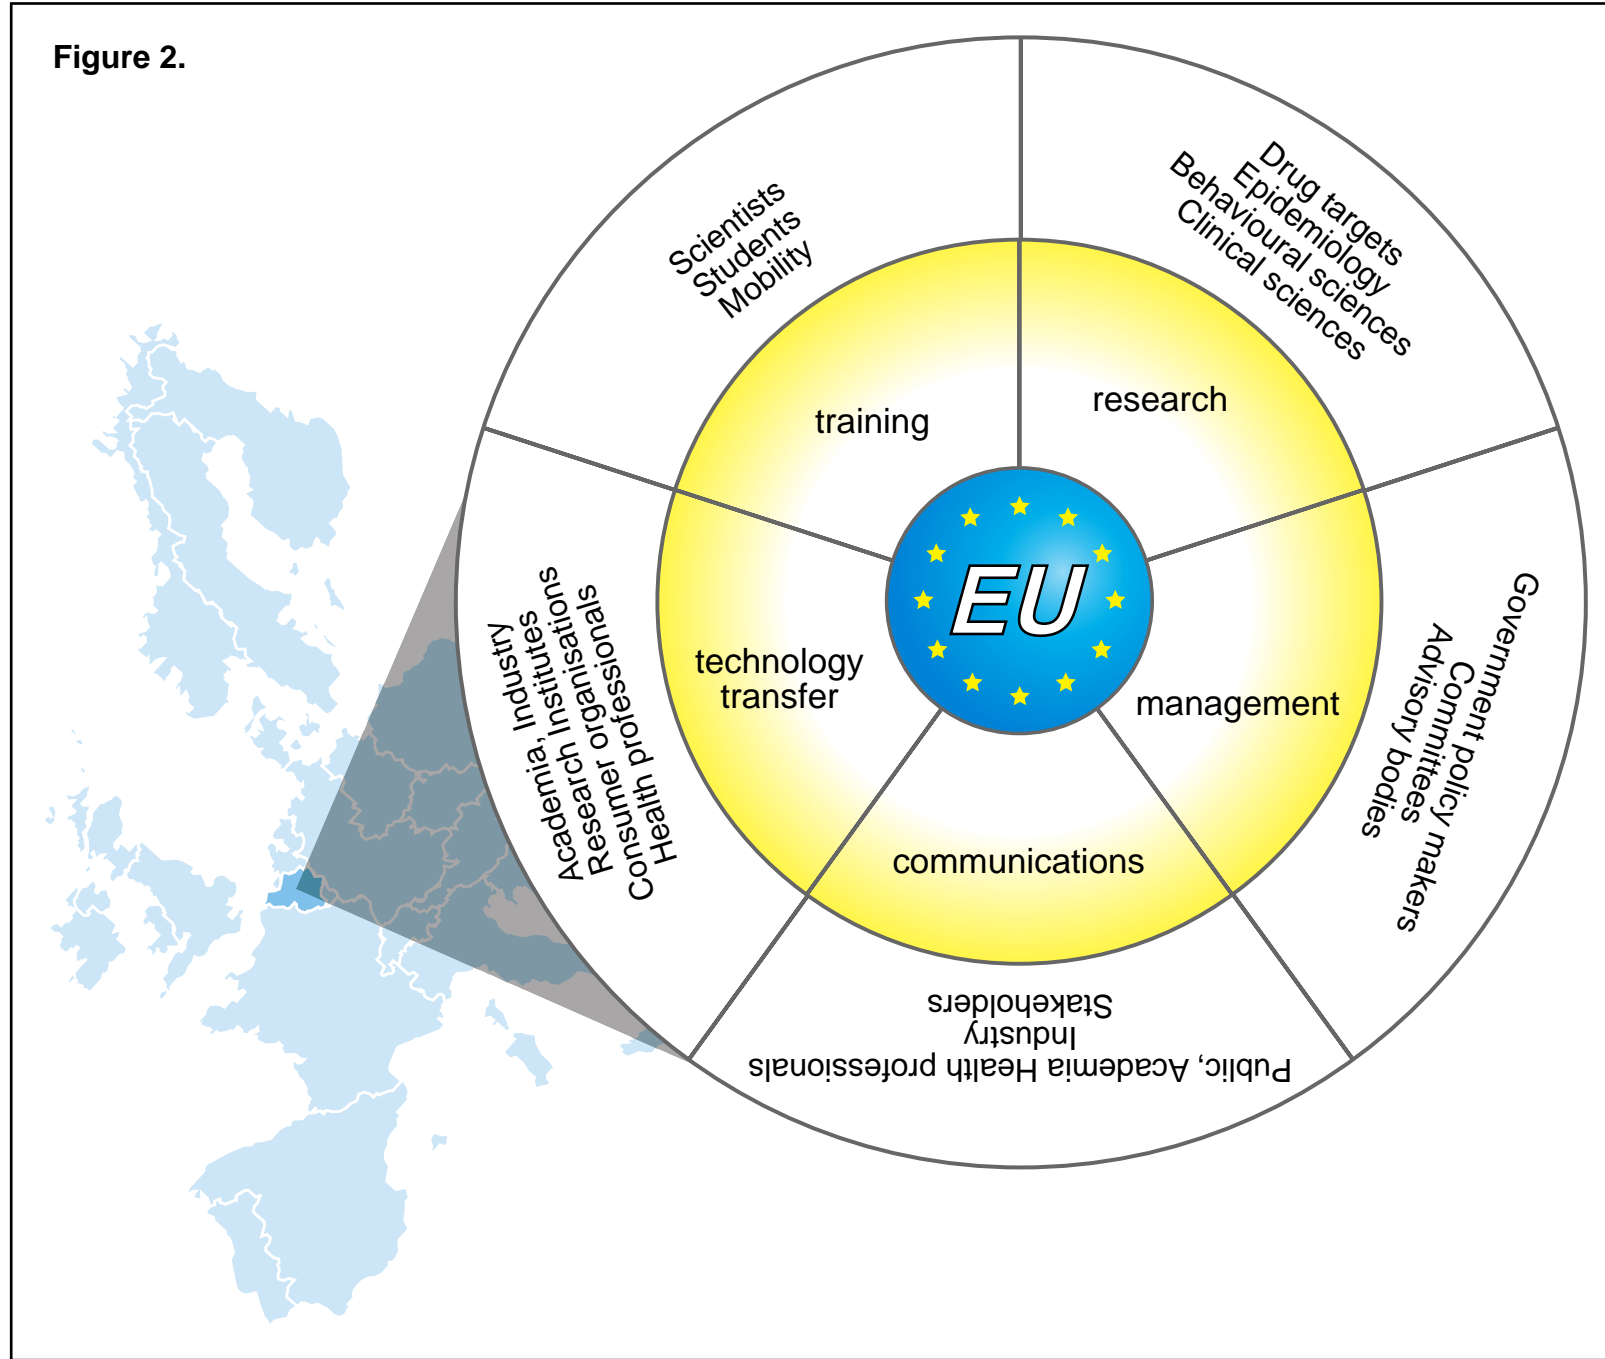 Figure 2.
Scientists
Students
Mobility
Drug targets
Epidemiology
Behavioural sciences
Clinical sciences
training
research
EU
technology
transfer
management
communications
Academia, Industry
Research Institutes
Consumer organisations
Health professionals
Government policy makers
Committees
Advisory bodies
Public, Academia Health professionals
Industry
Stakeholders